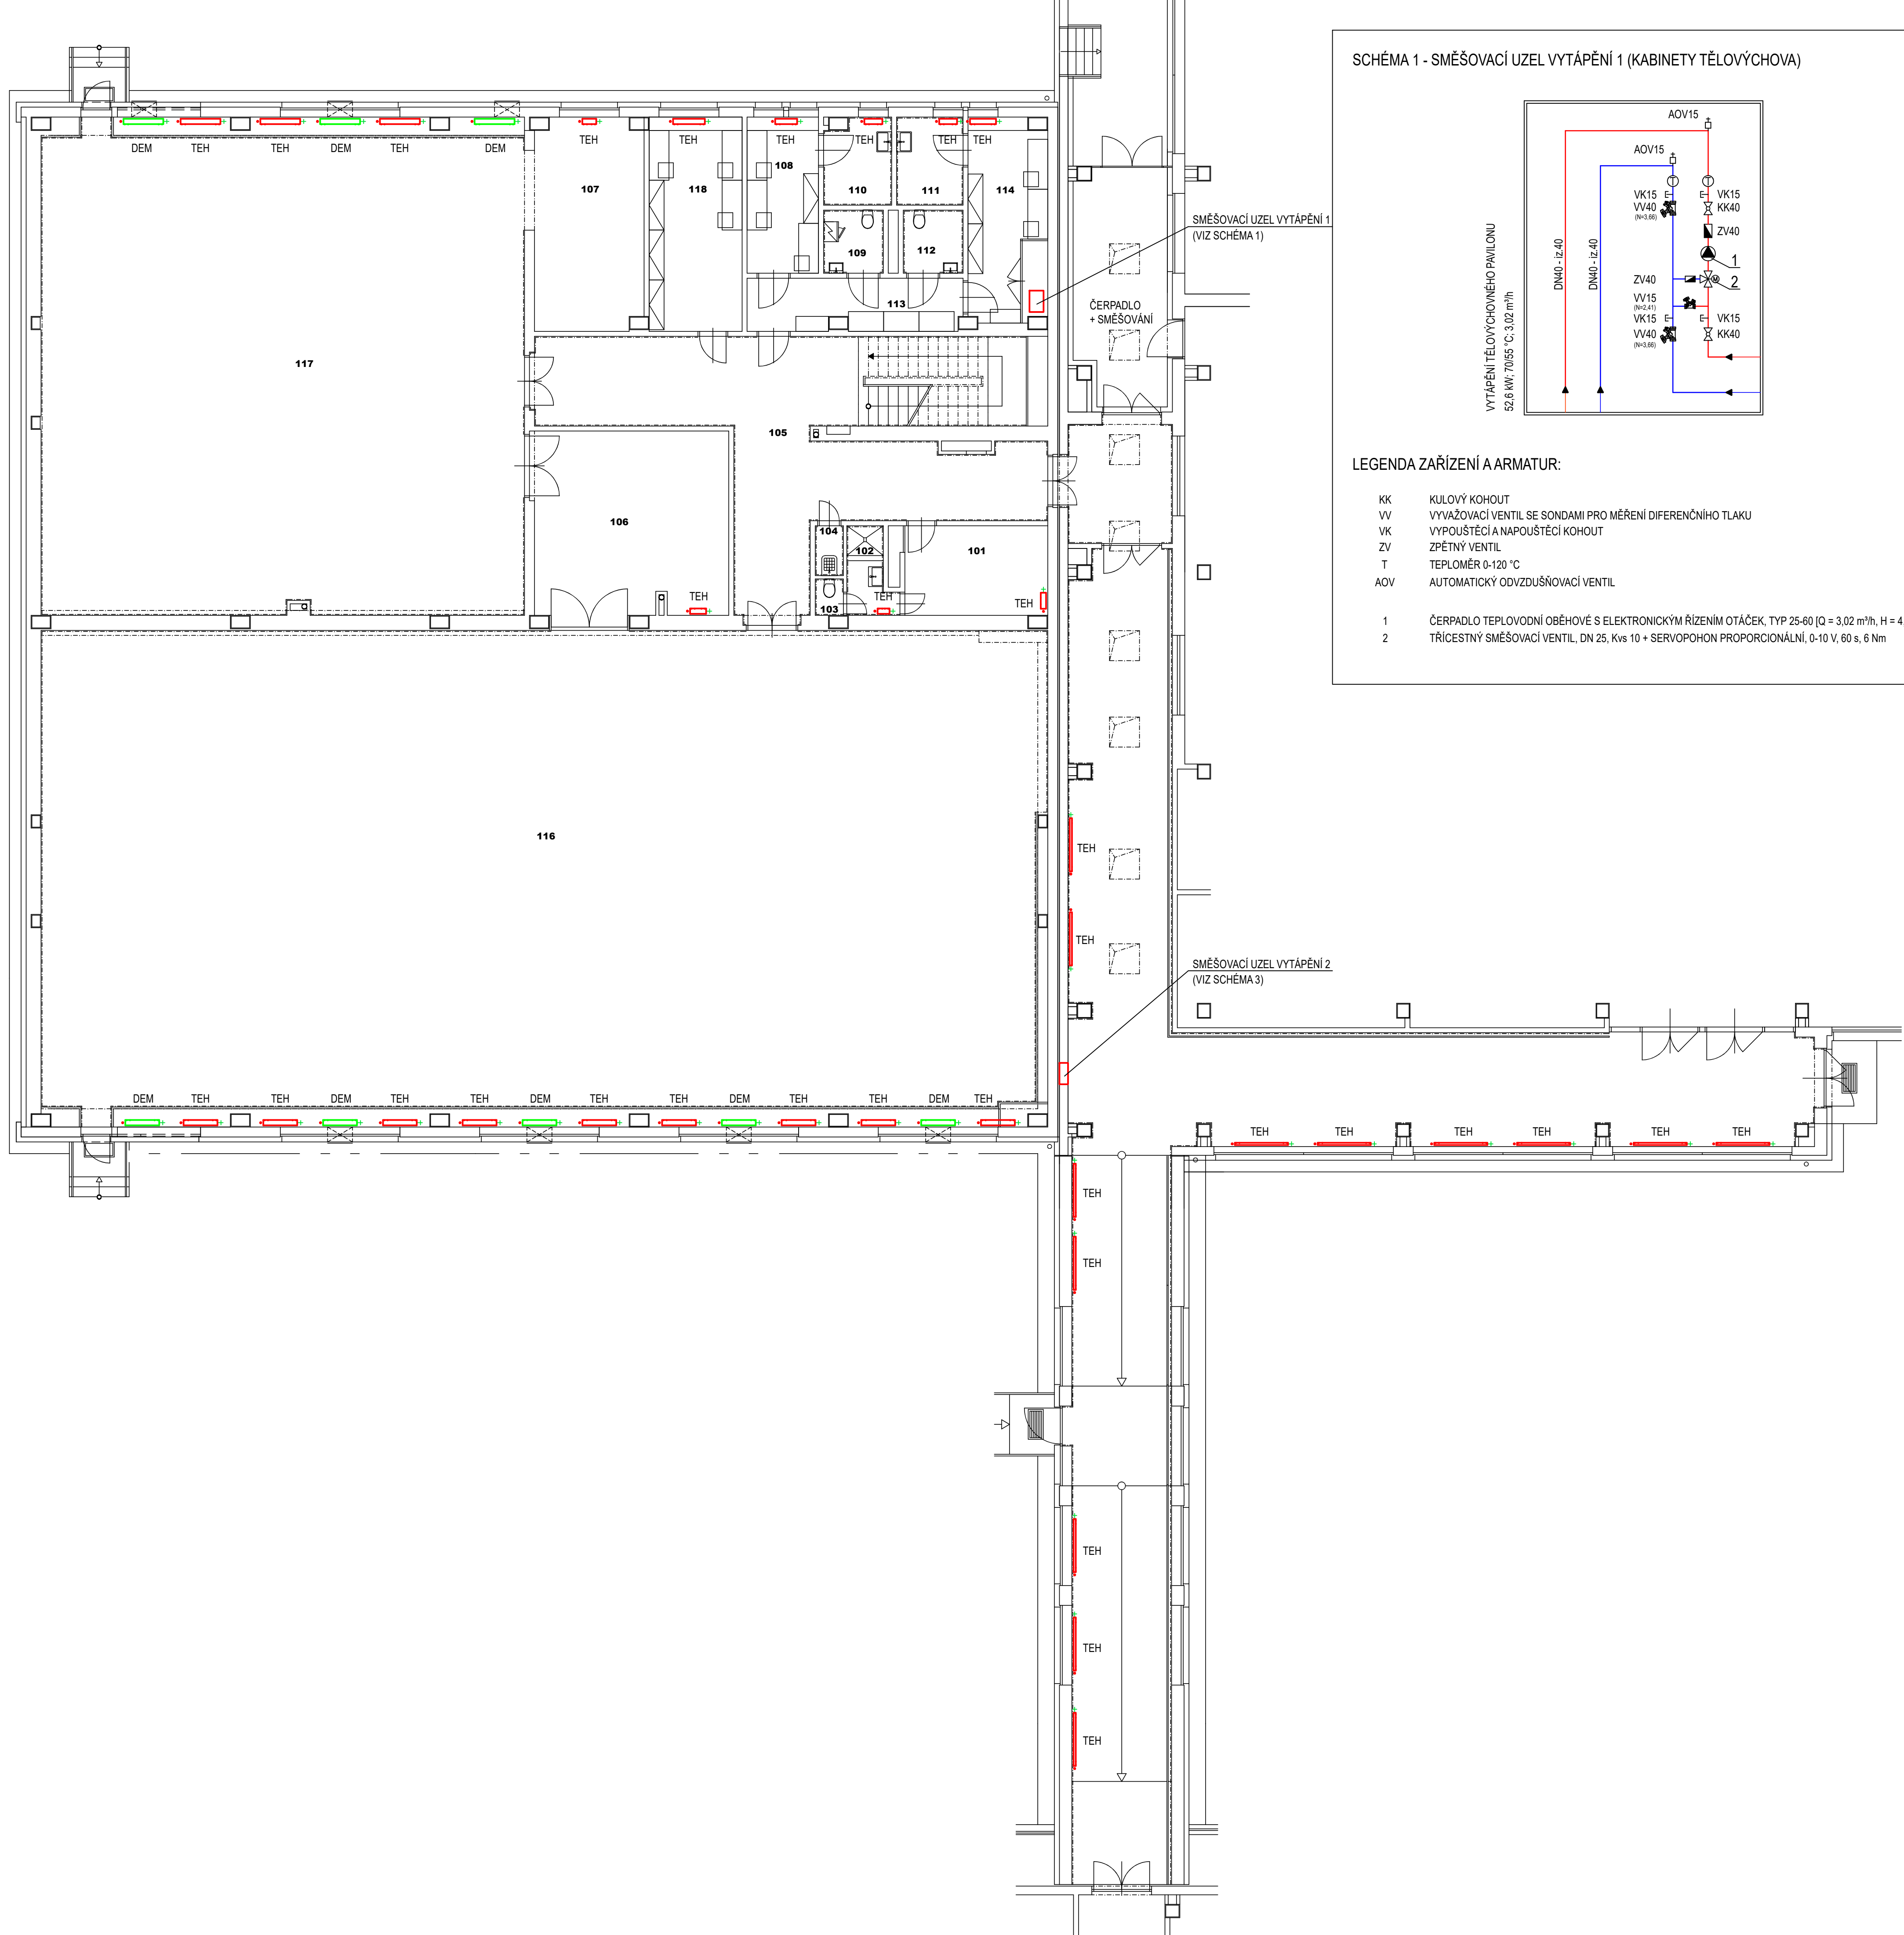 SCHÉMA 1 - SMĚŠOVACÍ UZEL VYTÁPĚNÍ 1 (KABINETY TĚLOVÝCHOVA)
AOV15
AOV15
T T
VK15 VK15
VV40 KK40
(N=3,66)
ZV40
1
ZV40 M 2
VV15
(N=2,41)
VK15 VK15
VV40 KK40
(N=3,66)
DN40 - iz.40
DN40 - iz.40
VYTÁPĚNÍ TĚLOVÝCHOVNÉHO PAVILONU
52,6 kW; 70/55 °C; 3,02 m³/h
LEGENDA ZAŘÍZENÍ A ARMATUR:
KK KULOVÝ KOHOUT
VV VYVAŽOVACÍ VENTIL SE SONDAMI PRO MĚŘENÍ DIFERENČNÍHO TLAKU
VK VYPOUŠTĚCÍ A NAPOUŠTĚCÍ KOHOUT
ZV ZPĚTNÝ VENTIL
T TEPLOMĚR 0-120 °C
AOV AUTOMATICKÝ ODVZDUŠŇOVACÍ VENTIL
1 ČERPADLO TEPLOVODNÍ OBĚHOVÉ S ELEKTRONICKÝM ŘÍZENÍM OTÁČEK, TYP 25-60 [Q = 3,02 m³/h, H = 4
2 TŘÍCESTNÝ SMĚŠOVACÍ VENTIL, DN 25, Kvs 10 + SERVOPOHON PROPORCIONÁLNÍ, 0-10 V, 60 s, 6 Nm
DEM TEH TEH DEM TEH DEM TEH TEH TEH TEH TEH TEH
108
107 118 110 111 114
109 112
113
SMĚŠOVACÍ UZEL VYTÁPĚNÍ 1
(VIZ SCHÉMA 1)
ČERPADLO
+ SMĚŠOVÁNÍ
117
105
106 104 102 101
103
TEH TEH TEH
116
TEH
TEH
SMĚŠOVACÍ UZEL VYTÁPĚNÍ 2
(VIZ SCHÉMA 3)
DEM TEH TEH DEM TEH TEH DEM TEH TEH DEM TEH TEH DEM TEH
TEH TEH TEH TEH TEH TEH
TEH
TEH
TEH
TEH
TEH